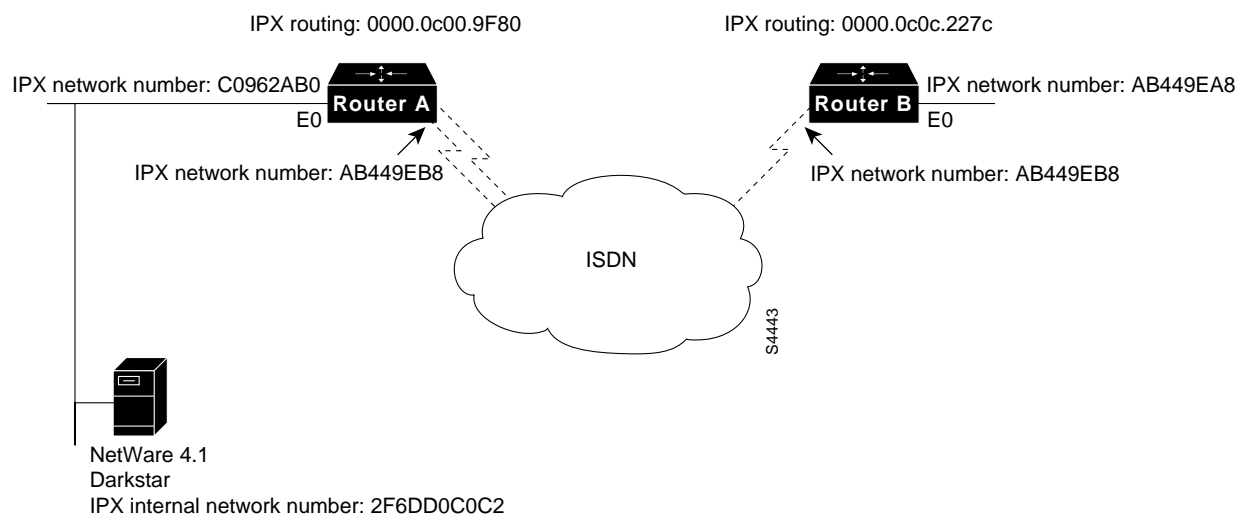 IPX routing: 0000.0c00.9F80
IPX routing: 0000.0c0c.227c
IPX network number: C0962AB0
Router A
E0
Router B
IPX network number: AB449EA8
E0
IPX network number: AB449EB8
IPX network number: AB449EB8
ISDN
S4443
NetWare 4.1
Darkstar
IPX internal network number: 2F6DD0C0C2